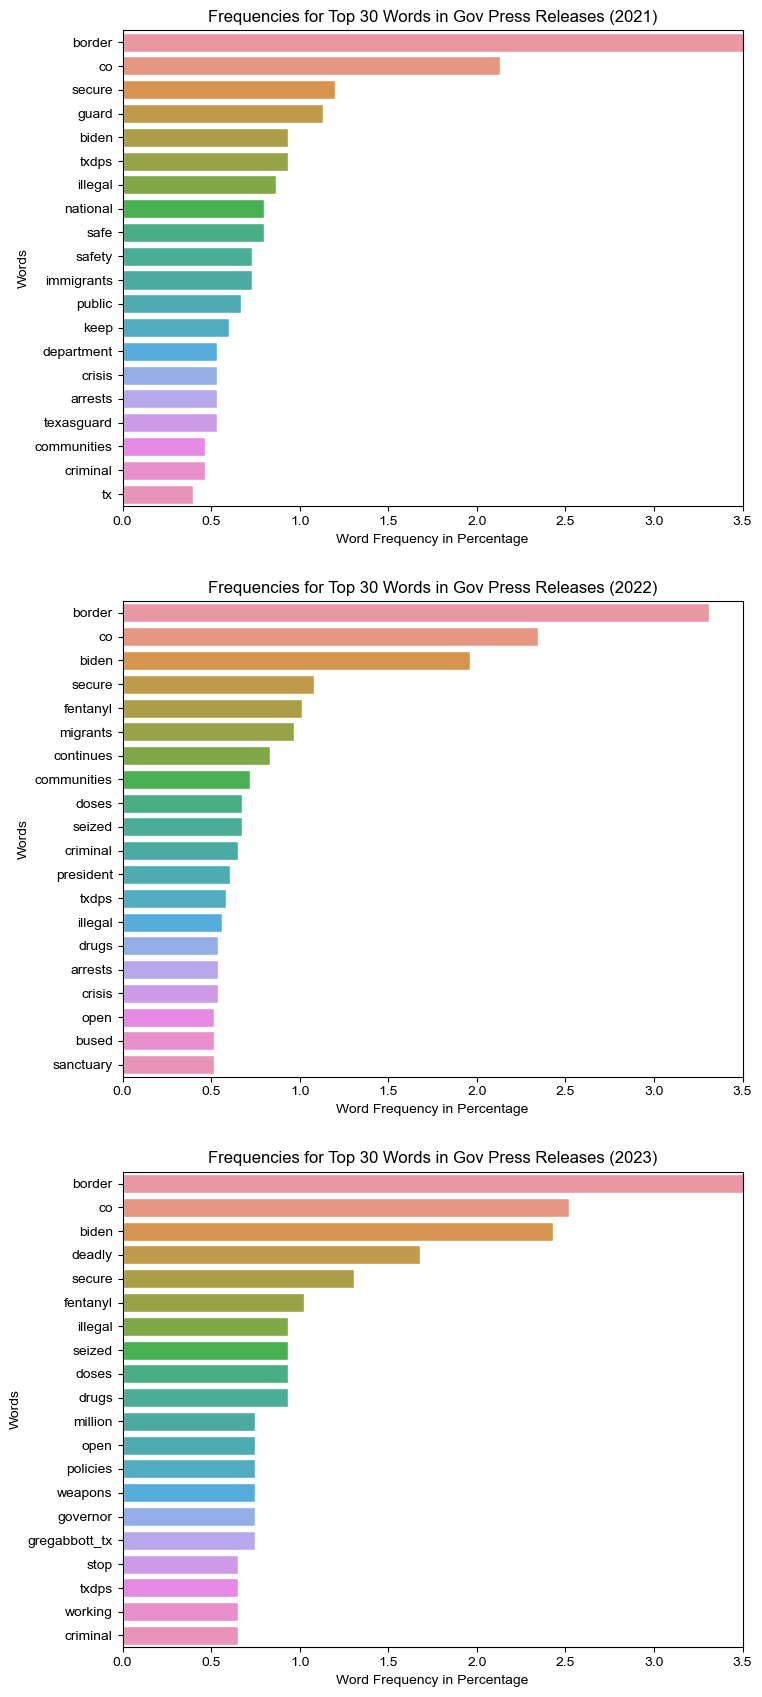 Frequencies for Top 30 Words in Gov Press Releases (2021)
border
co
secure
guard
biden
txdps
illegal
national
safe
safety
immigrants
public
keep
department
crisis
arrests
texasguard
communities
criminal
tx
Words
0.0 0.5 1.0 1.5 2.0 2.5 3.0 3.5
Word Frequency in Percentage
Frequencies for Top 30 Words in Gov Press Releases (2022)
border
co
biden
secure
fentanyl
migrants
continues
communities
doses
seized
criminal
president
txdps
illegal
drugs
arrests
crisis
open
bused
sanctuary
Words
0.0 0.5 1.0 1.5 2.0 2.5 3.0 3.5
Word Frequency in Percentage
Frequencies for Top 30 Words in Gov Press Releases (2023)
border
co
biden
deadly
secure
fentanyl
illegal
seized
doses
drugs
million
open
policies
weapons
governor
gregabbott_tx
stop
txdps
working
criminal
Words
0.0 0.5 1.0 1.5 2.0 2.5 3.0 3.5
Word Frequency in Percentage